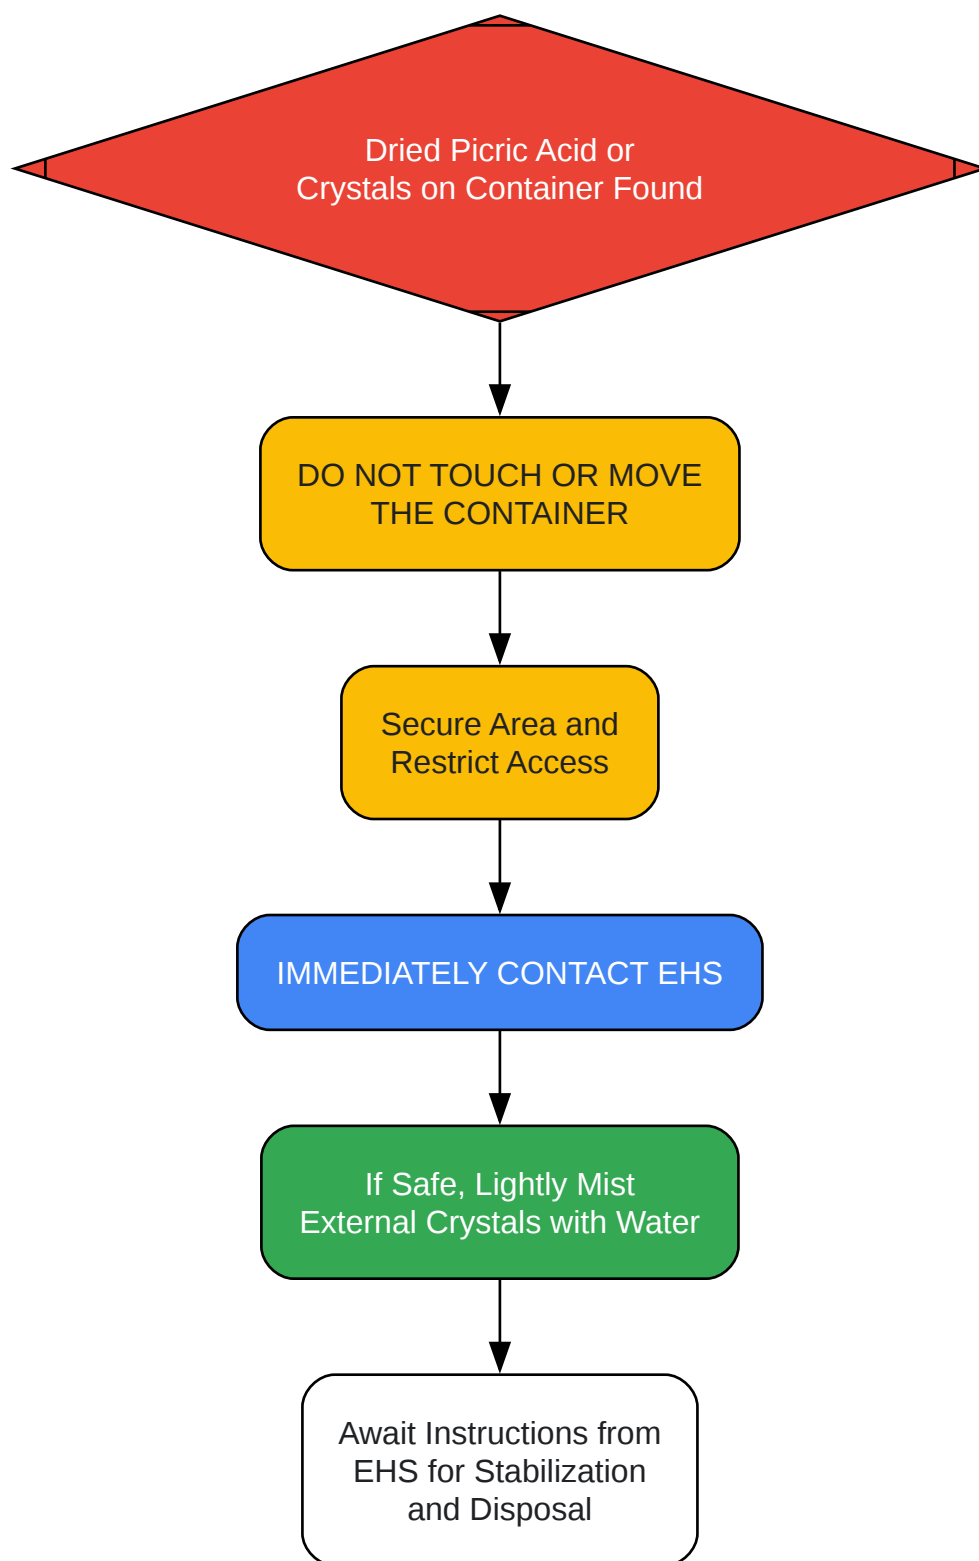 Dried Picric Acid or
Crystals on Container Found
DO NOT TOUCH OR MOVE
THE CONTAINER
Secure Area and
Restrict Access
IMMEDIATELY CONTACT EHS
If Safe, Lightly Mist
External Crystals with Water
Await Instructions from
EHS for Stabilization
and Disposal